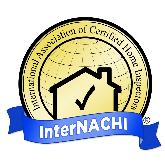 International Association of Certified Home Inspectors
InterNACHI
®